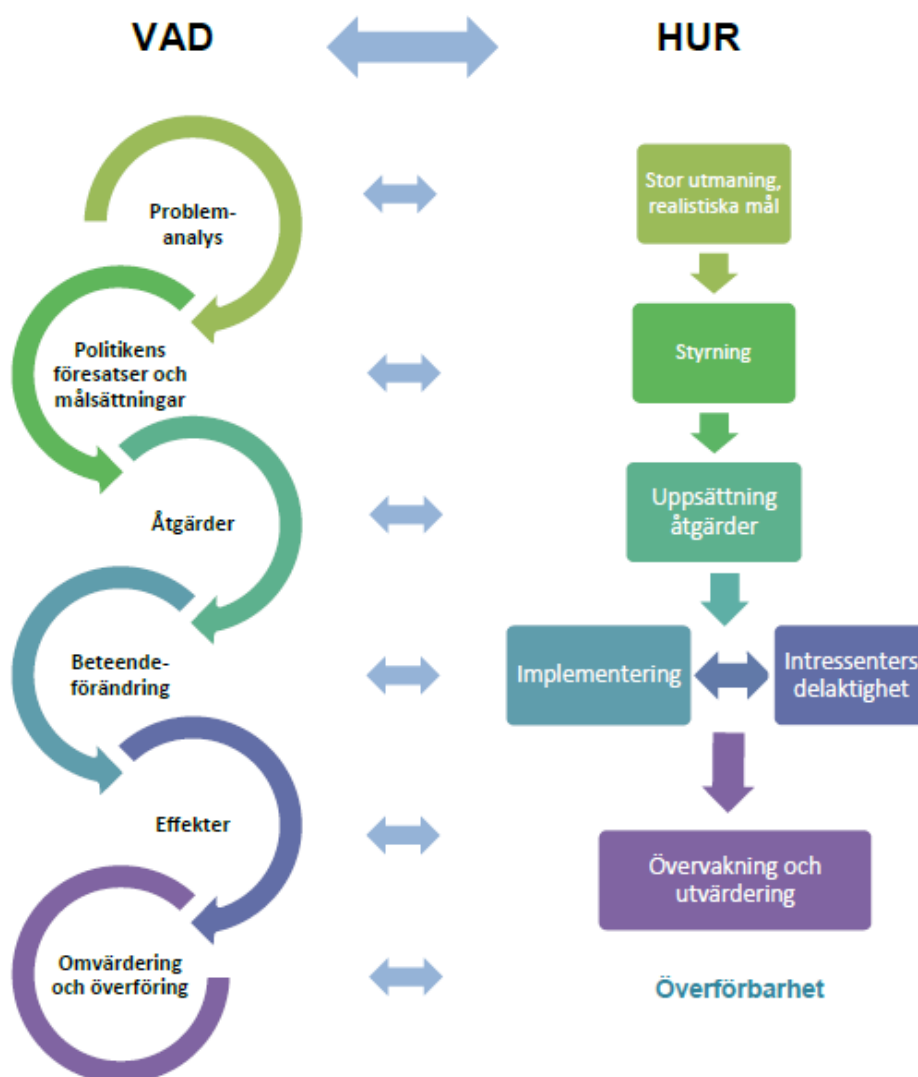 VAD
HUR
Problem-
analys
Stor utmaning,
realistiska mål
Politikens
föresatser och
målsättningar
Styrning
Åtgärder
Uppsättning
åtgärder
Beteende-
förändring
Implementering
Intressenters
delaktighet
Effekter
Övervakning och
utvärdering
Omvärdering
och överföring
Överförbarhet